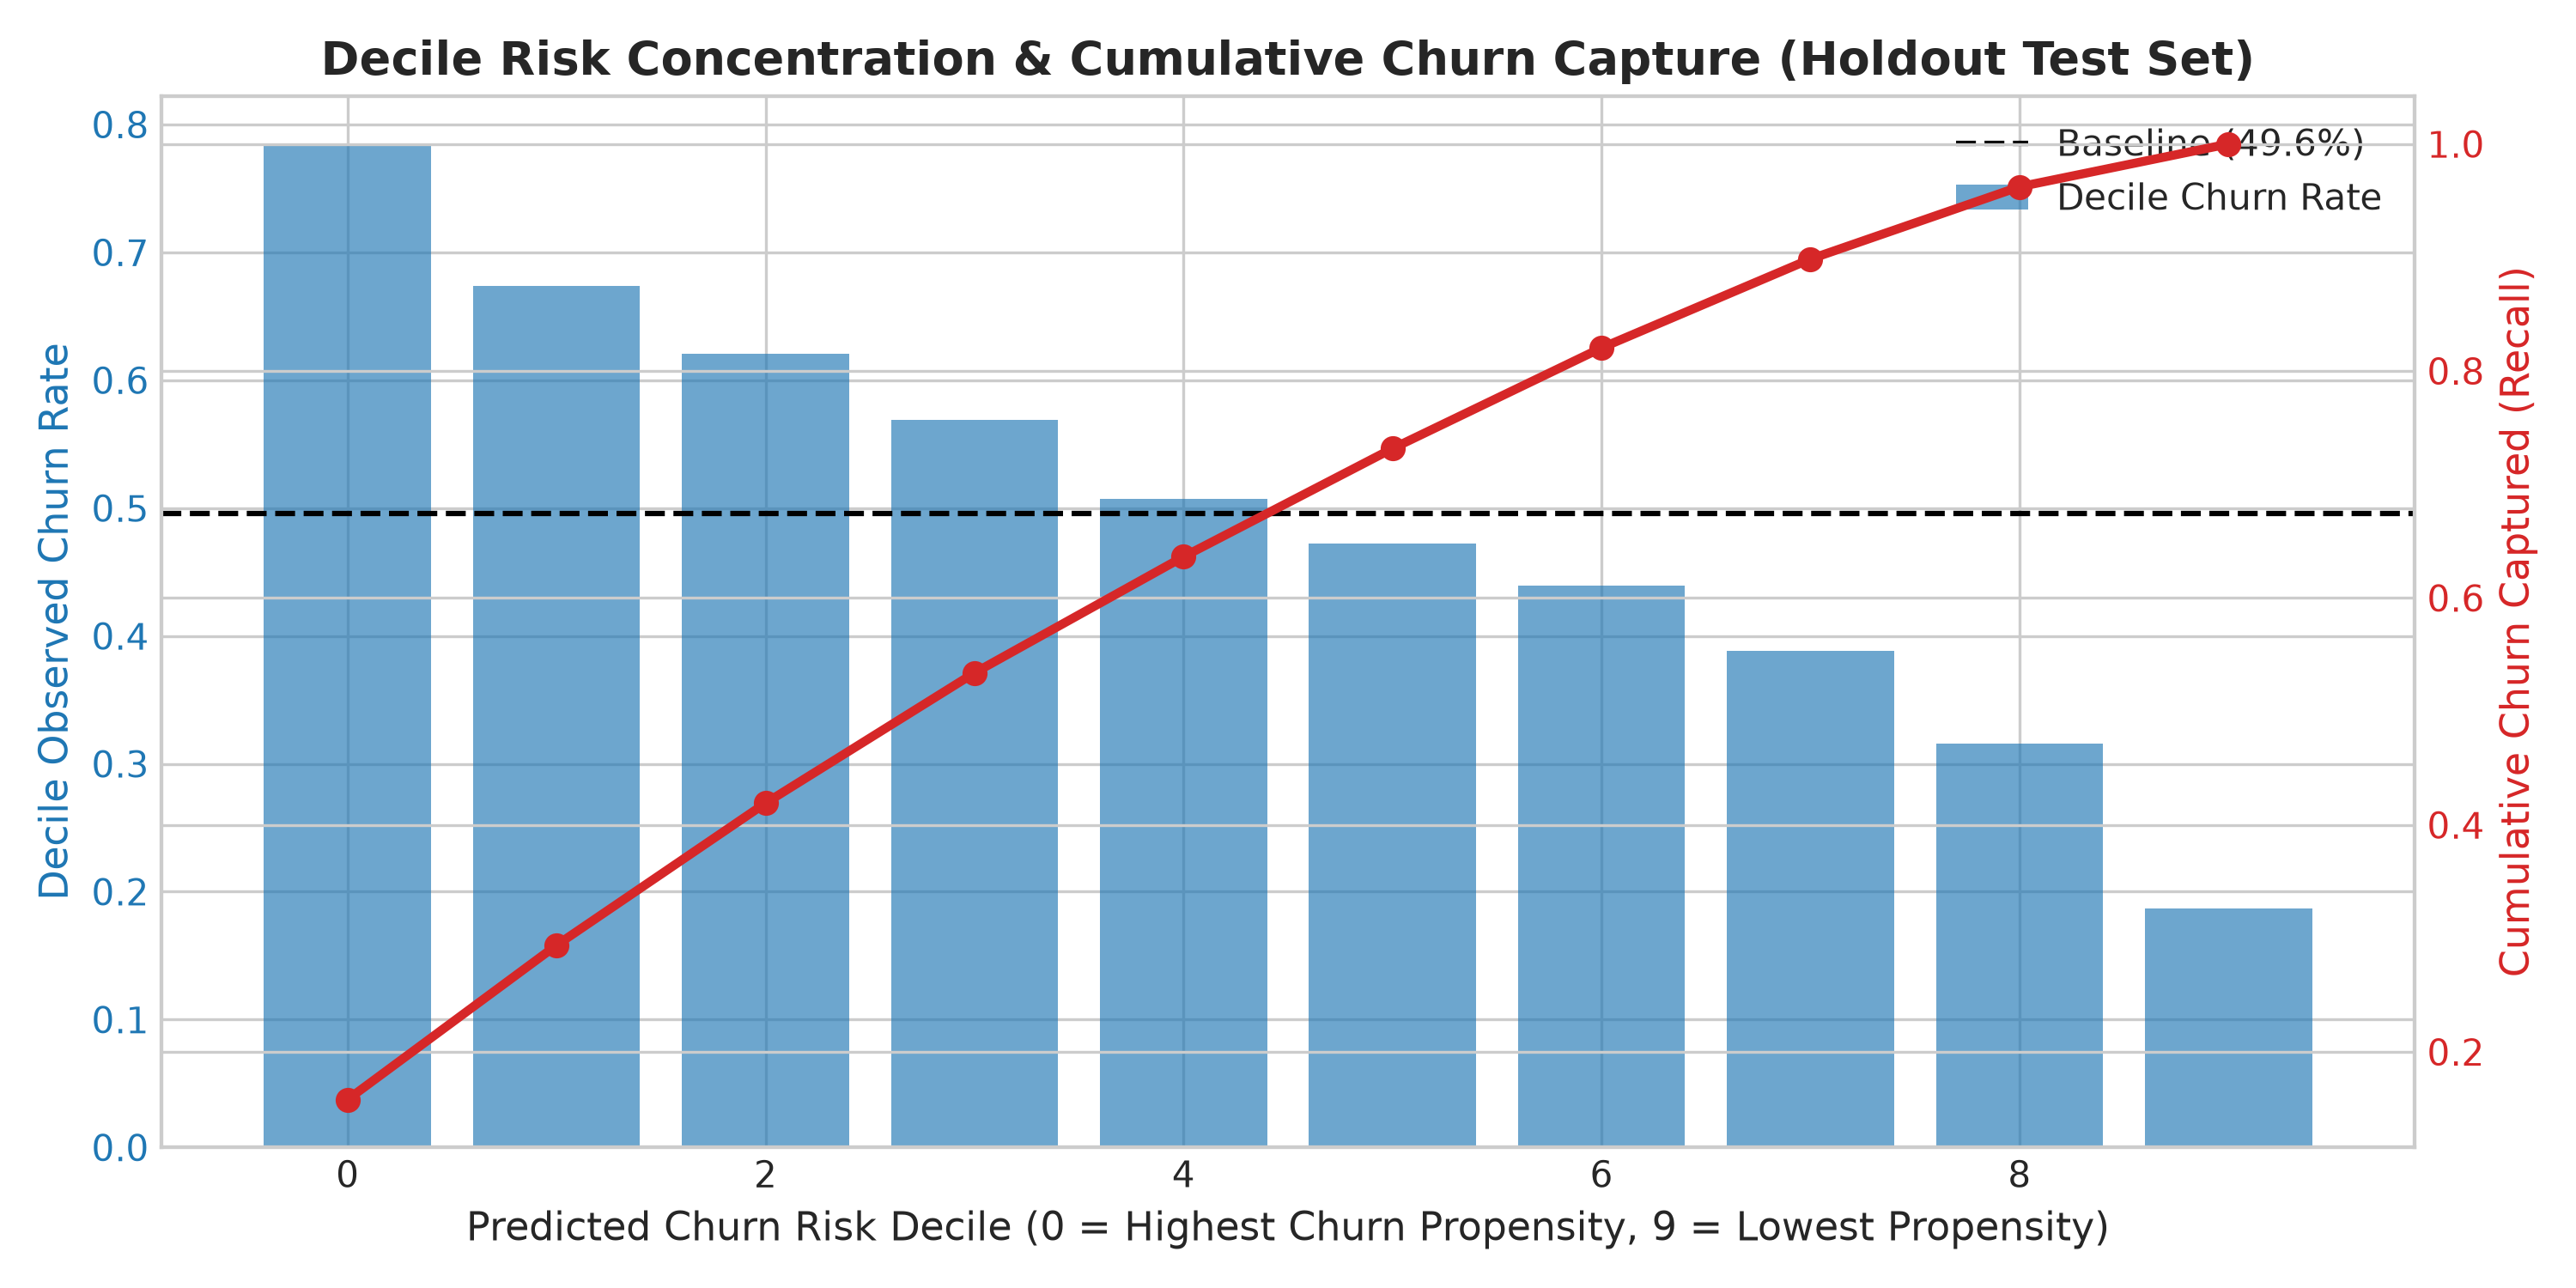 Decile Risk Concentration & Cumulative Churn Capture (Holdout Test Set)
Decile Observed Churn Rate
0.8
0.7
0.6
0.5
0.4
0.3
0.2
0.1
0.0
Baseline (49.6%)
Decile Churn Rate
1.0
0.8
0.6
0.4
0.2
Cumulative Churn Captured (Recall)
0 2 4 6 8
Predicted Churn Risk Decile (0 = Highest Churn Propensity, 9 = Lowest Propensity)